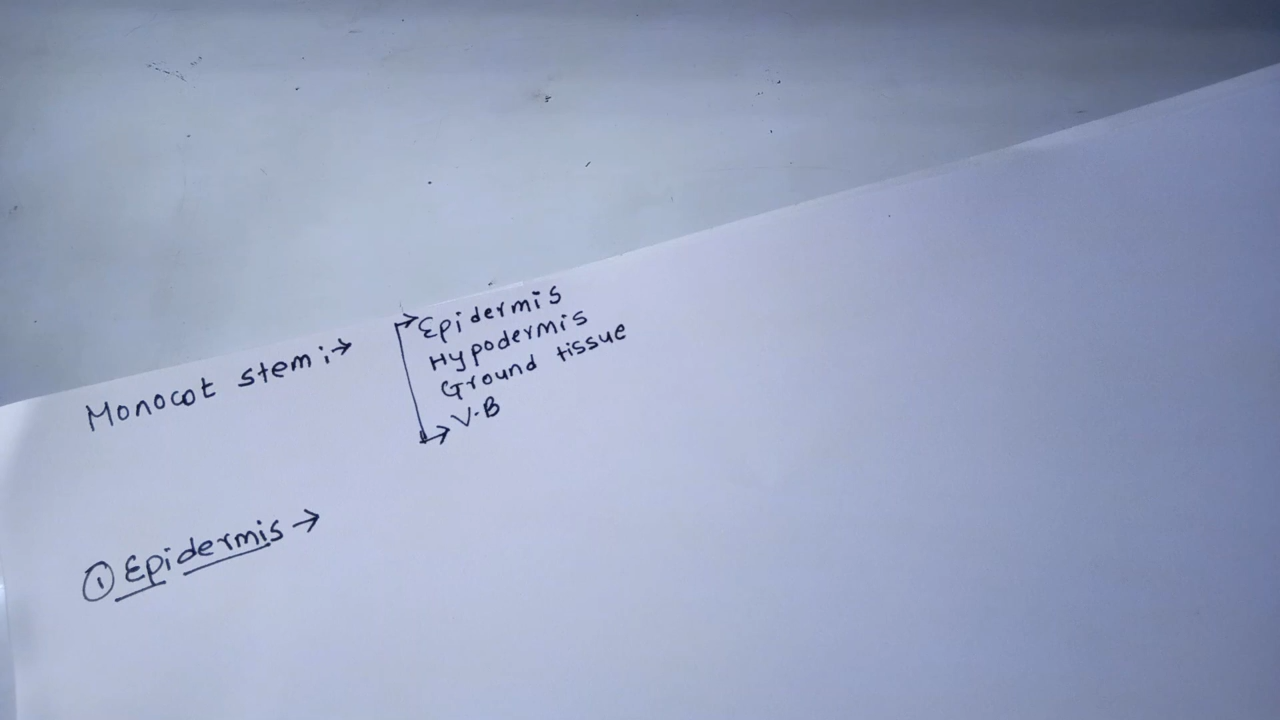 Monocot stem :→
→ Epidermis
Hypodermis
Ground tissue
→ V.B
① Epidermis →